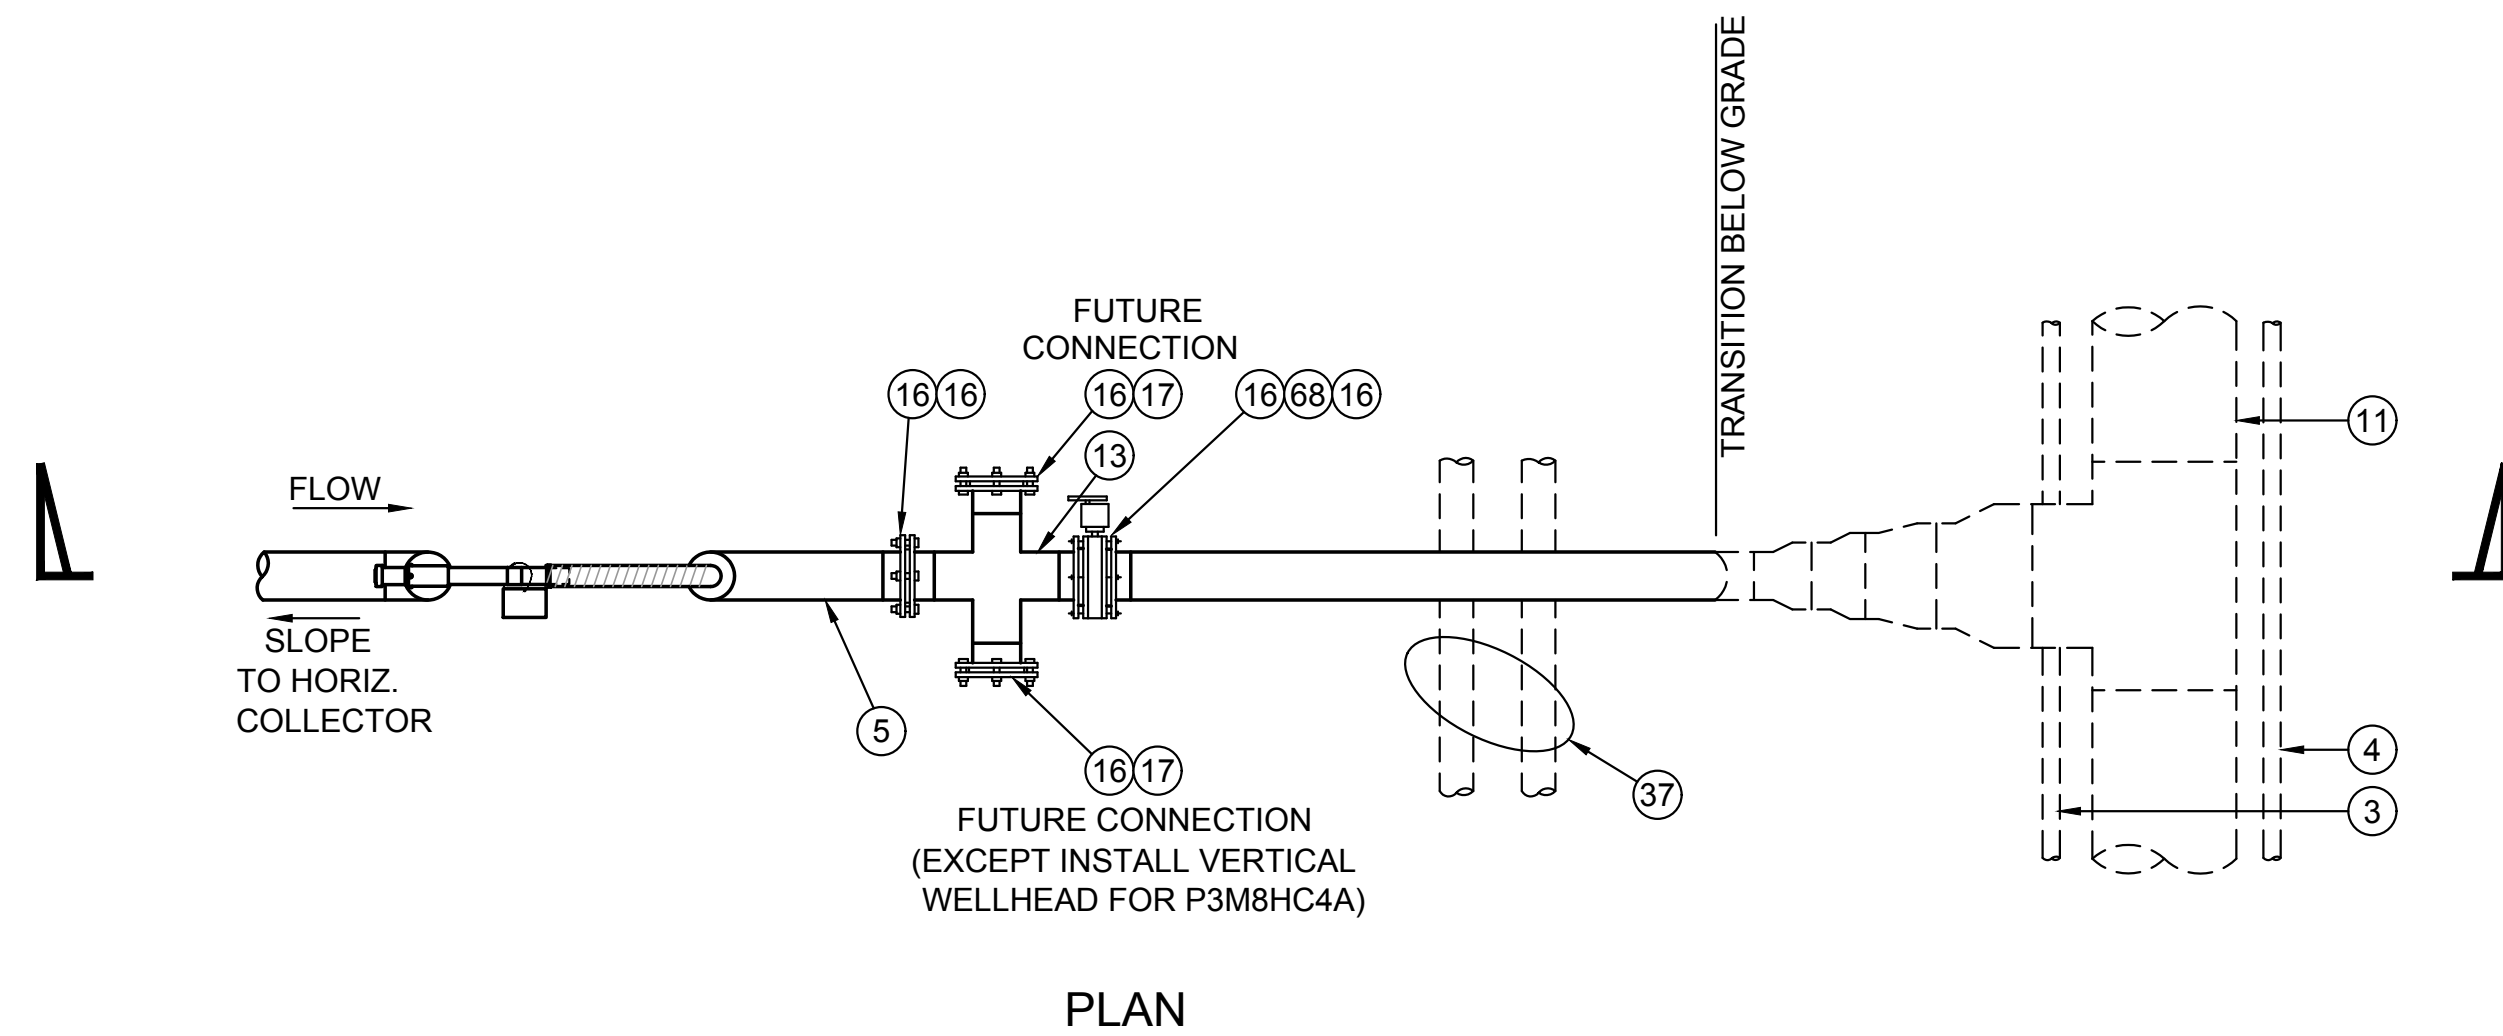 TRANSITION BELOW GRADE
FUTURE
CONNECTION
16 16
16 17
16 68 16
11
13
FLOW
SLOPE
TO HORIZ.
COLLECTOR
5
16 17
37
4
3
FUTURE CONNECTION
(EXCEPT INSTALL VERTICAL
WELLHEAD FOR P3M8HC4A)
PLAN